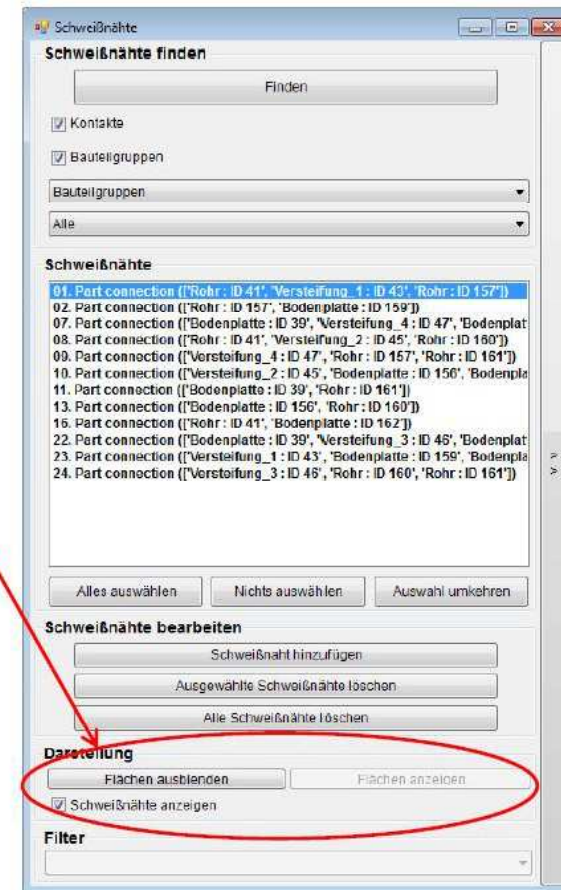 Schweißnähte
Schweißnähte finden
Finden
Kontakte
Bauteilgruppen
Bauteilgruppen
Alle
Schweißnähte
01. Part connection (['Rohr : ID 41', 'Versteifung_1 : ID 43', 'Rohr : ID 157'])
02. Part connection (['Rohr : ID 157', 'Bodenplatte : ID 159'])
07. Part connection (['Bodenplatte : ID 39', 'Versteifung_4 : ID 47', 'Bodenplat
08. Part connection (['Rohr : ID 41', 'Versteifung_2 : ID 45', 'Rohr : ID 160'])
09. Part connection (['Versteifung_4 : ID 47', 'Rohr : ID 157', 'Rohr : ID 161'])
10. Part connection (['Versteifung_2 : ID 45', 'Bodenplatte : ID 156', 'Bodenpla
11. Part connection (['Bodenplatte : ID 39', 'Rohr : ID 161'])
13. Part connection (['Bodenplatte : ID 156', 'Rohr : ID 160'])
16. Part connection (['Rohr : ID 41', 'Bodenplatte : ID 162'])
22. Part connection (['Bodenplatte : ID 39', 'Versteifung_3 : ID 46', 'Bodenplat
23. Part connection (['Versteifung_1 : ID 43', 'Bodenplatte : ID 159', 'Bodenpla
24. Part connection (['Versteifung_3 : ID 46', 'Rohr : ID 160', 'Rohr : ID 161'])
> >
Alles auswählen Nichts auswählen Auswahl umkehren
Schweißnähte bearbeiten
Schweißnaht hinzufügen
Ausgewählte Schweißnähte löschen
Alle Schweißnähte löschen
Darstellung
Flächen ausblenden Flächen anzeigen
Schweißnähte anzeigen
Filter